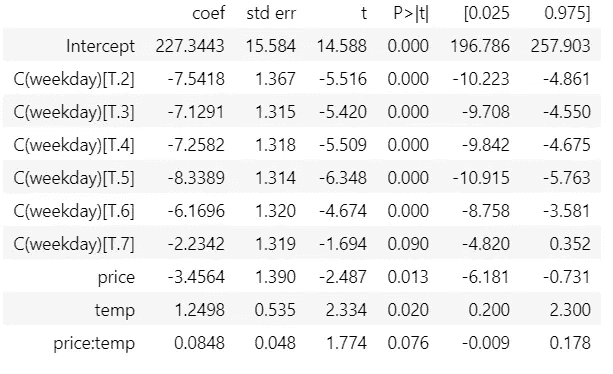 coef std err t P>|t| [0.025 0.975]
Intercept 227.3443 15.584 14.588 0.000 196.786 257.903
C(weekday)[T.2] -7.5418 1.367 -5.516 0.000 -10.223 -4.861
C(weekday)[T.3] -7.1291 1.315 -5.420 0.000 -9.708 -4.550
C(weekday)[T.4] -7.2582 1.318 -5.509 0.000 -9.842 -4.675
C(weekday)[T.5] -8.3389 1.314 -6.348 0.000 -10.915 -5.763
C(weekday)[T.6] -6.1696 1.320 -4.674 0.000 -8.758 -3.581
C(weekday)[T.7] -2.2342 1.319 -1.694 0.090 -4.820 0.352
price -3.4564 1.390 -2.487 0.013 -6.181 -0.731
temp 1.2498 0.535 2.334 0.020 0.200 2.300
price:temp 0.0848 0.048 1.774 0.076 -0.009 0.178